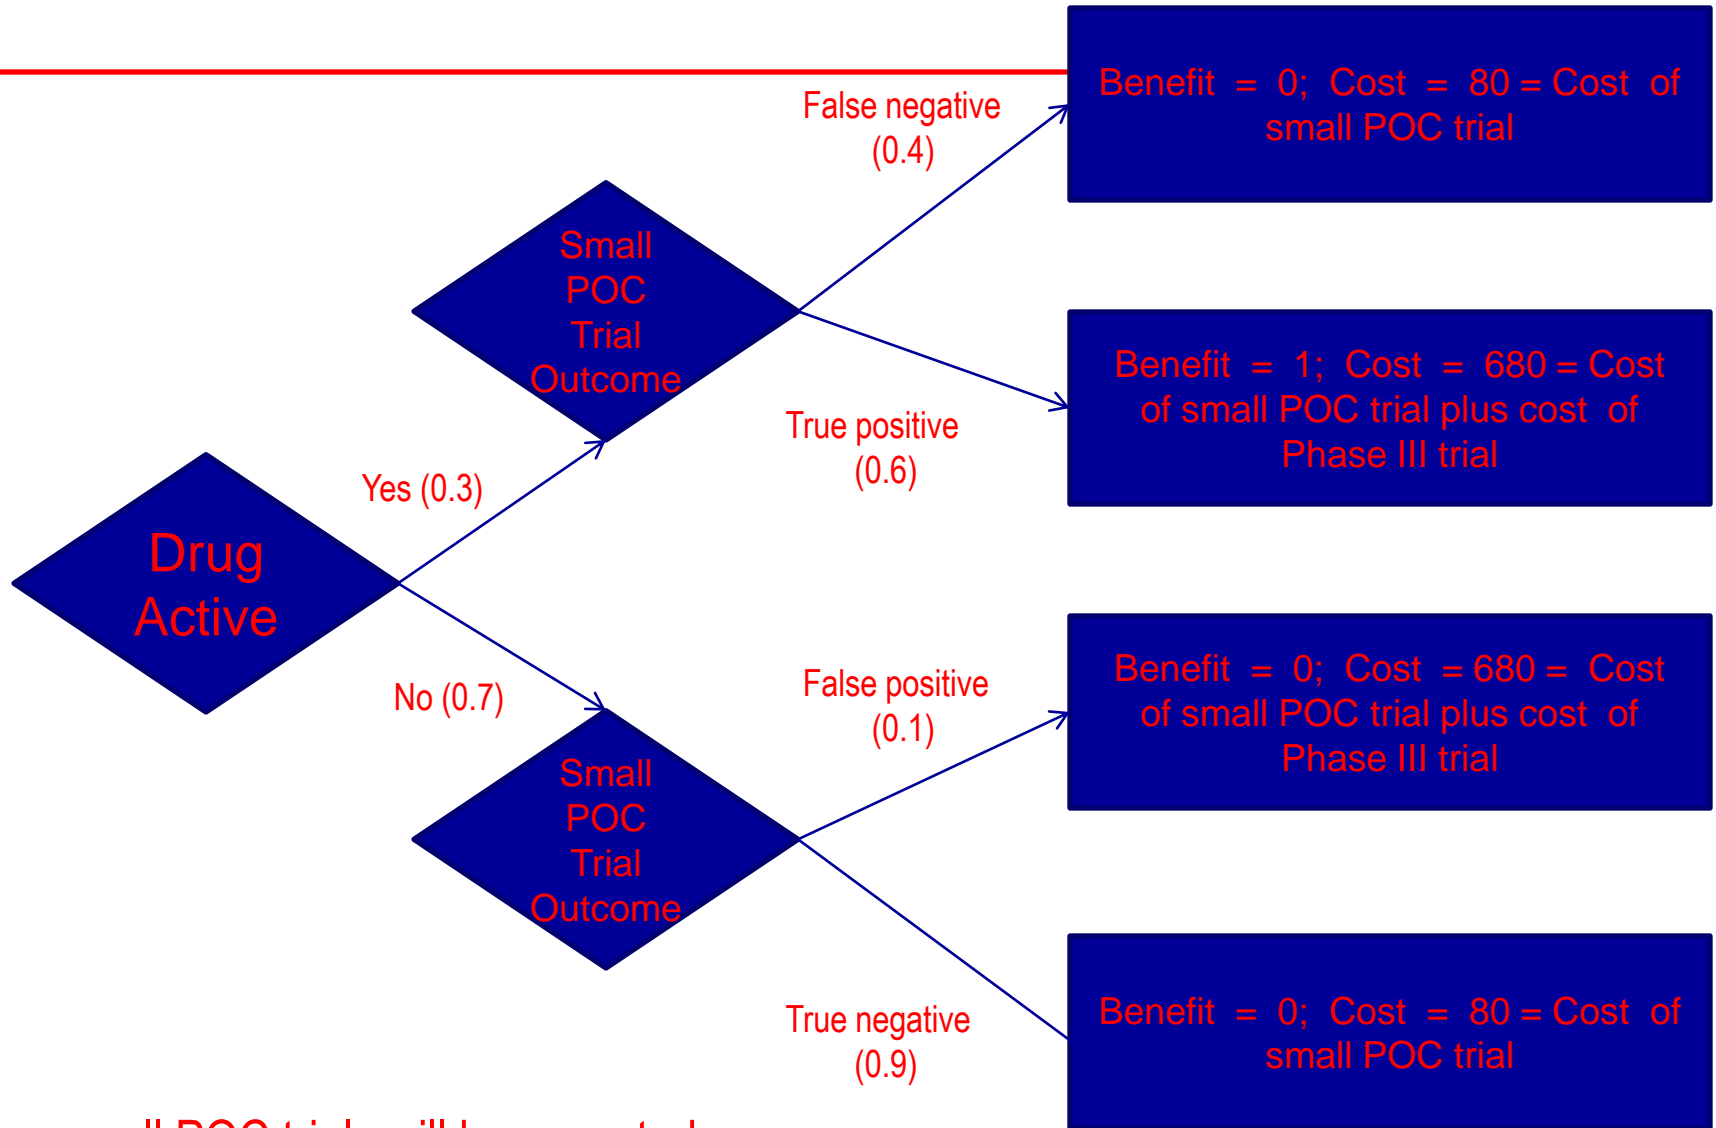 Benefit = 0; Cost = 80 = Cost of
small POC trial
False negative
(0.4)
Small
POC
Trial
Outcome
Benefit = 1; Cost = 680 = Cost
of small POC trial plus cost of
Phase III trial
True positive
(0.6)
Yes (0.3)
Drug
Active
No (0.7)
False positive
(0.1)
Benefit = 0; Cost = 680 = Cost
of small POC trial plus cost of
Phase III trial
Small
POC
Trial
Outcome
True negative
(0.9)
Benefit = 0; Cost = 80 = Cost of
small POC trial
POC